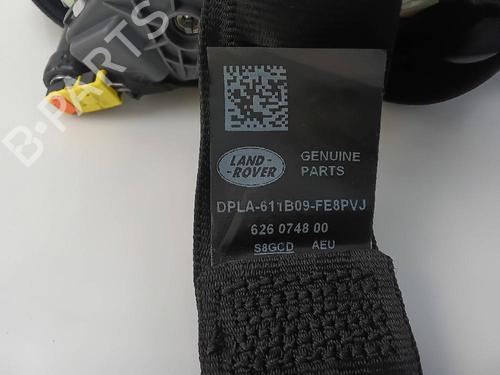 B-PARTS
LAND-
-ROVER
GENUINE
PARTS
DPLA-611B09-FE8PVJ
626 0748 00
S8GCD AEU